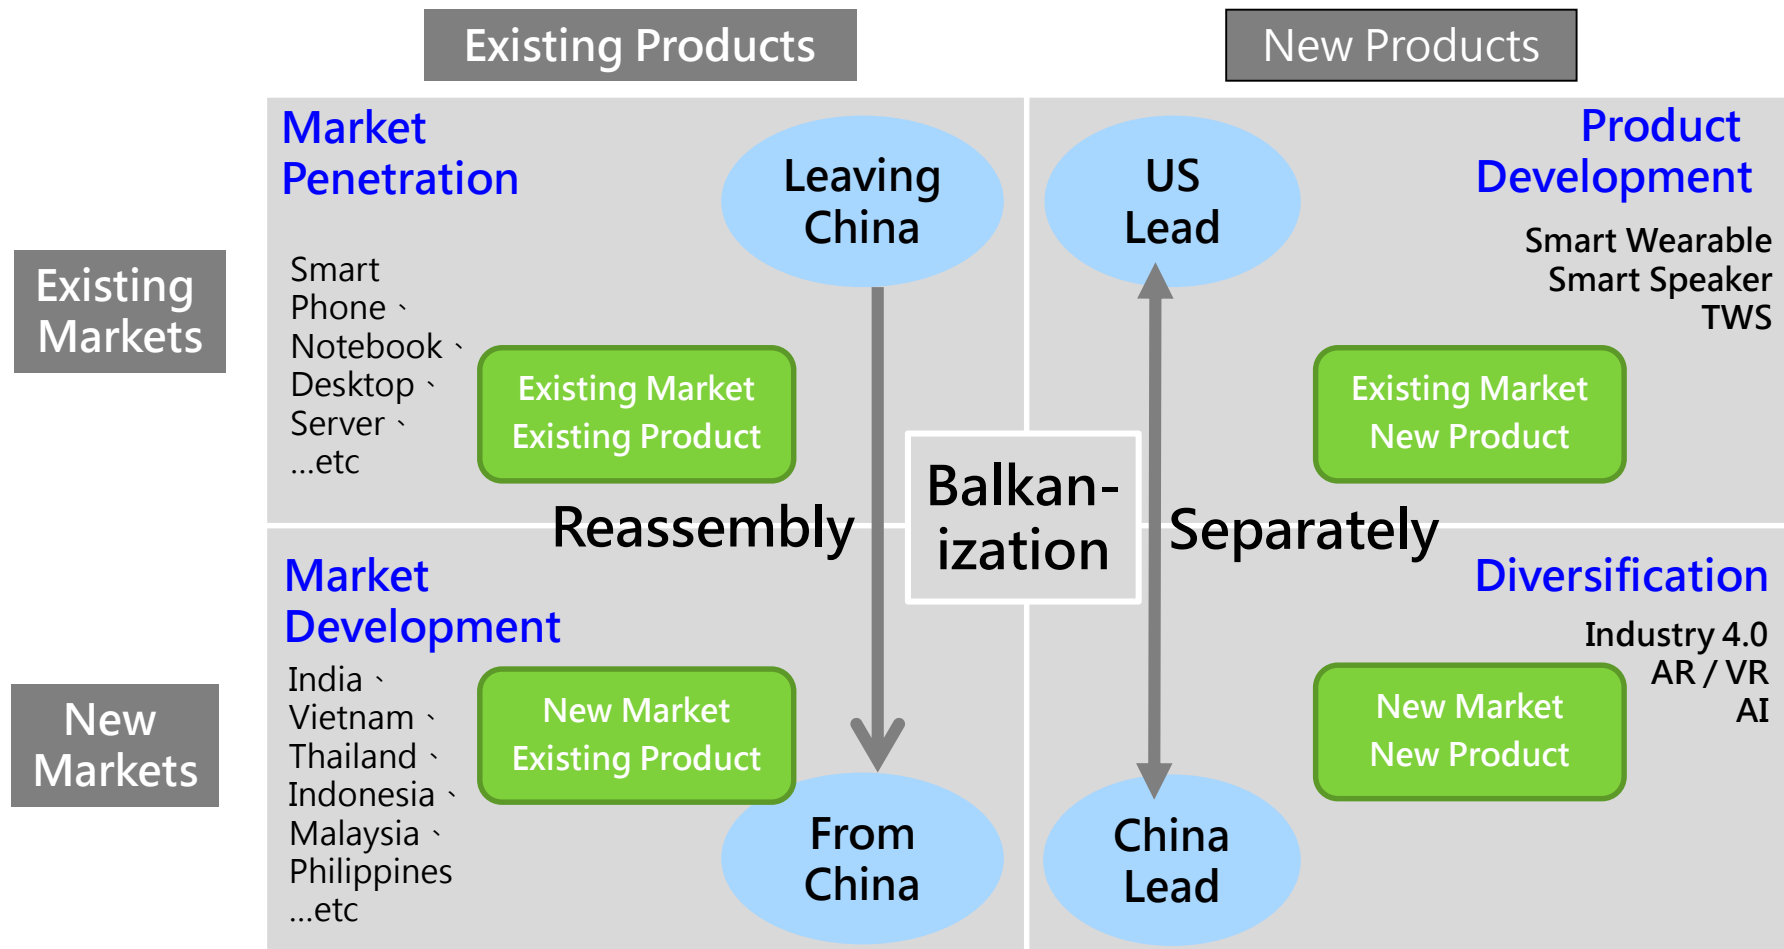 Existing Products
New Products
Existing
Markets
New
Markets
Market
Penetration
Smart
Phone、
Notebook、
Desktop、
Server、
...etc
Leaving
China
Existing Market
Existing Product
US
Lead
Product
Development
Smart Wearable
Smart Speaker
TWS
Existing Market
New Product
Reassembly
Balkan-
ization
Separately
Market
Development
India、
Vietnam、
Thailand、
Indonesia、
Malaysia、
Philippines
...etc
New Market
Existing Product
From
China
China
Lead
Diversification
Industry 4.0
AR / VR
AI
New Market
New Product